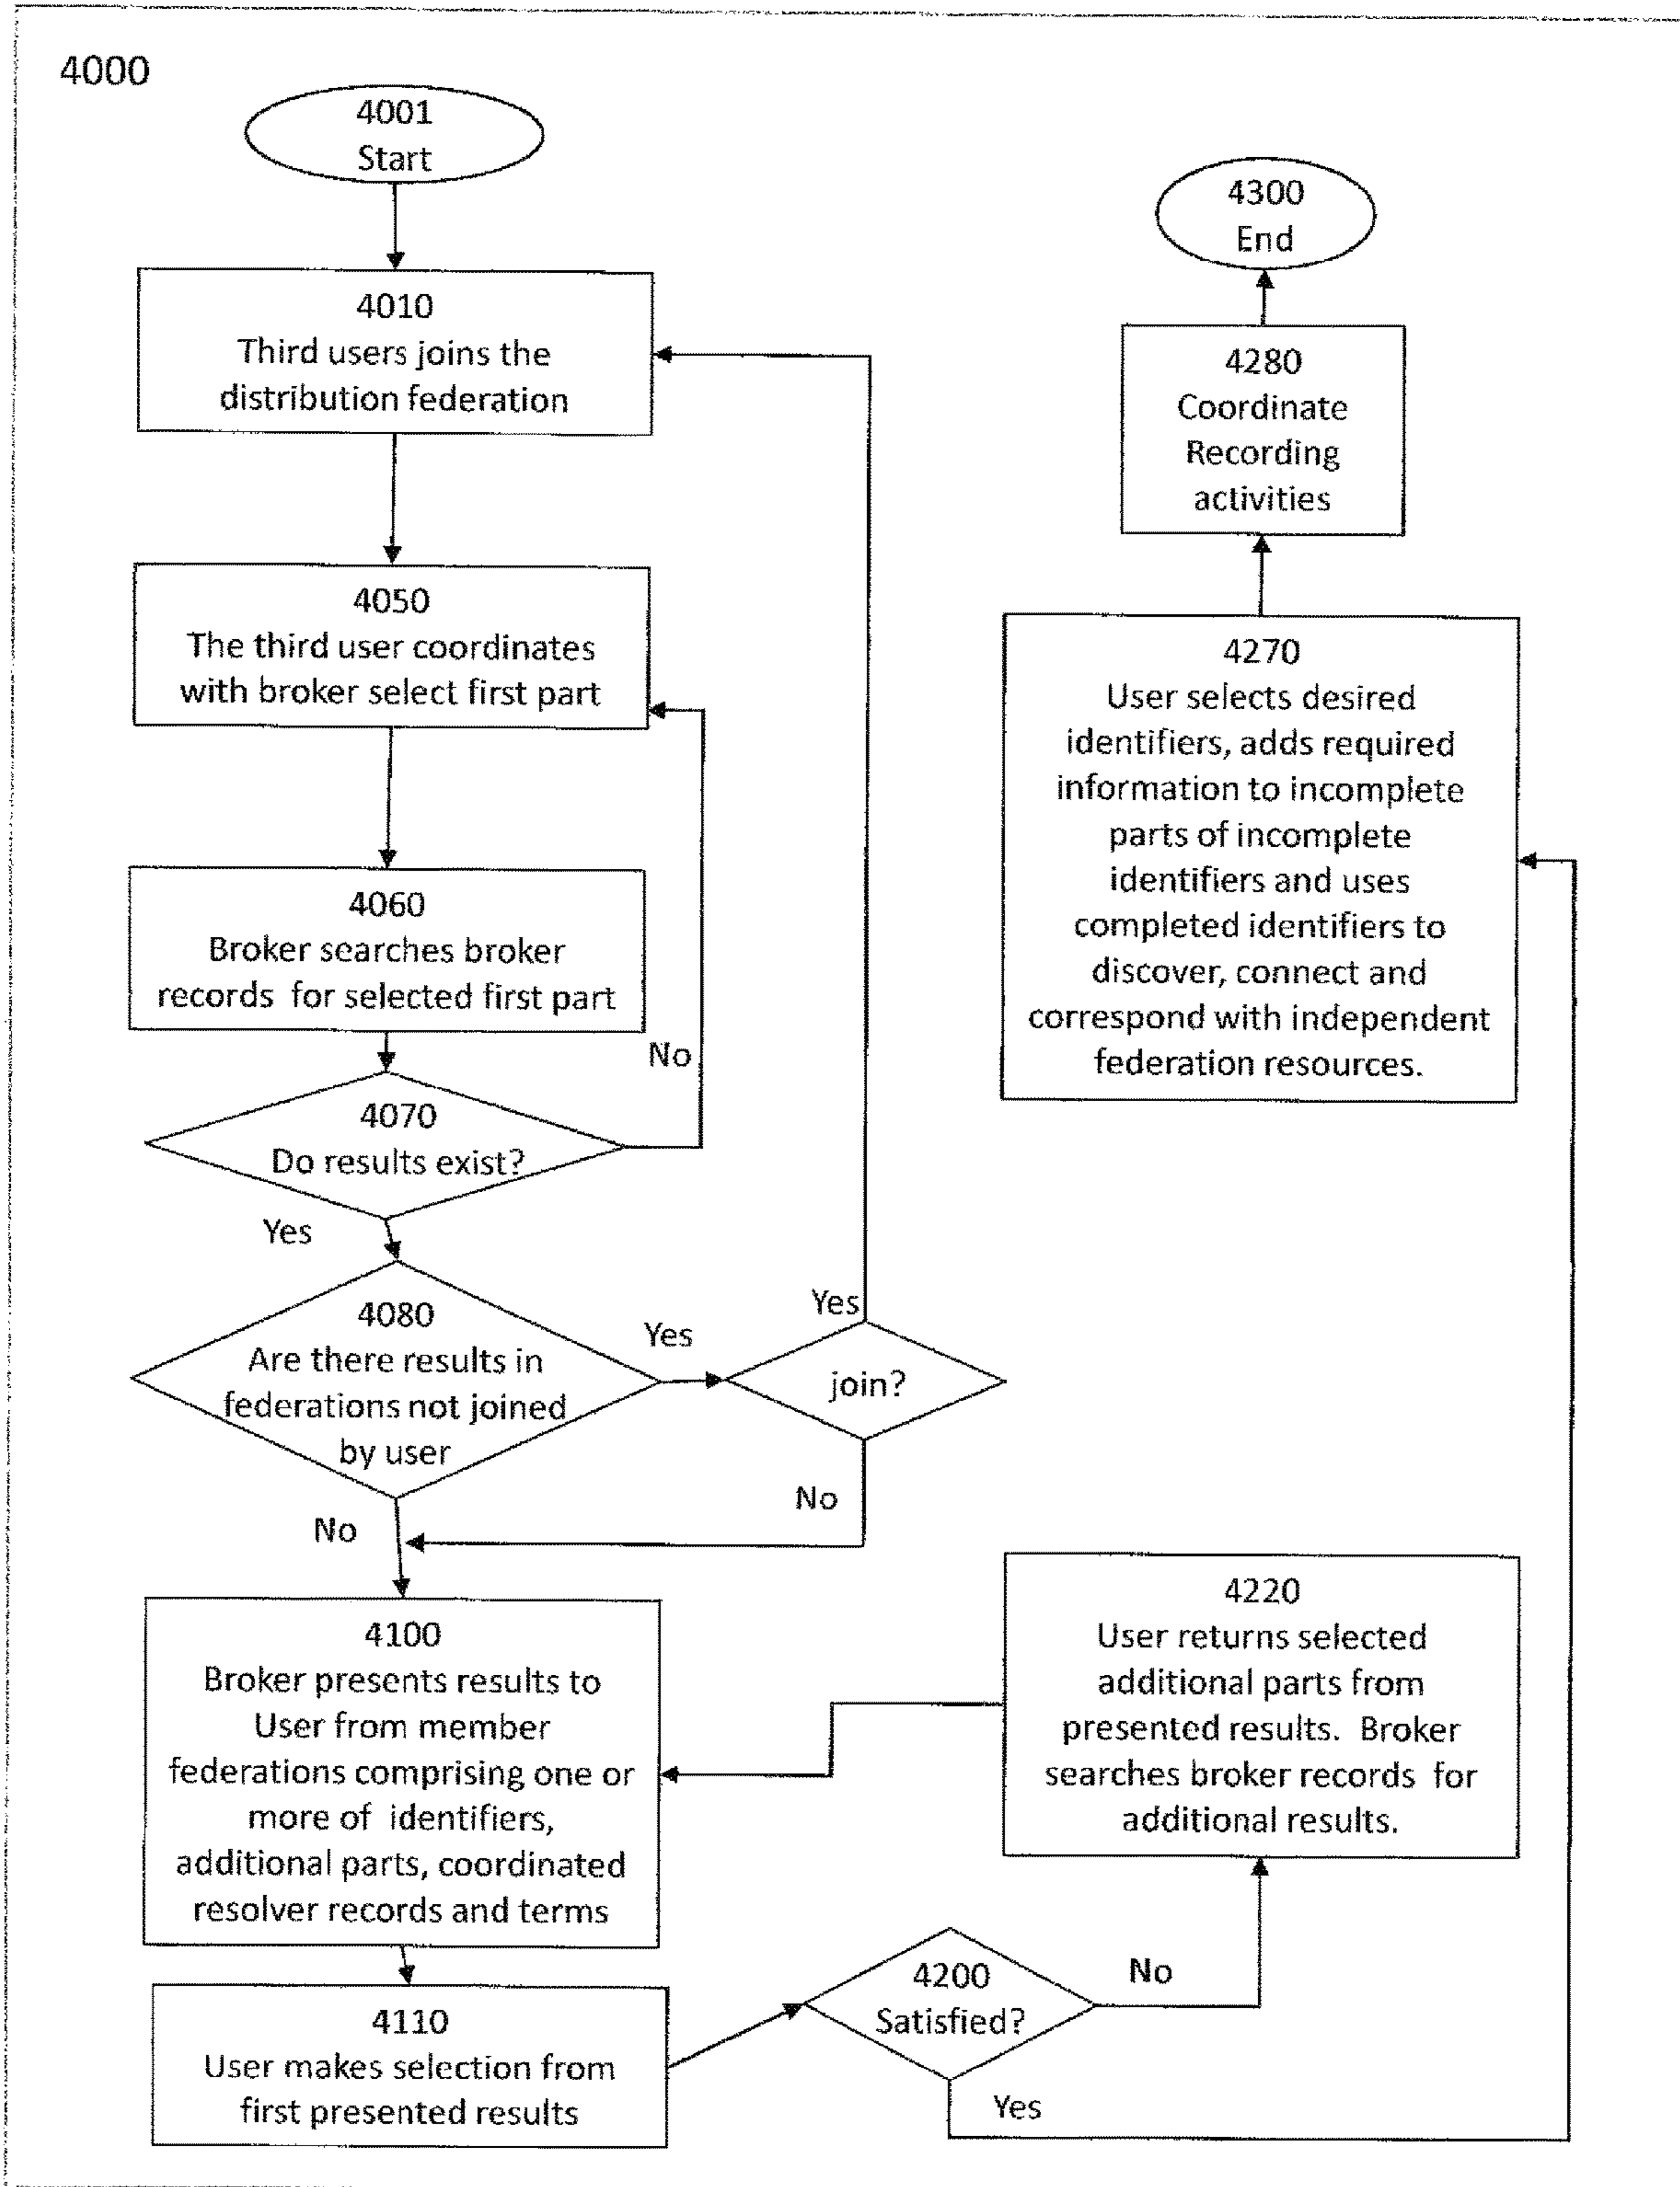 4000
4001
Start
4010
Third users joins the
distribution federation
4050
The third user coordinates
with broker select first part
4060
Broker searches broker
records for selected first part
No
4070
Do results exist?
Yes
4080
Are there results in
federations not joined
by user
Yes
Yes
join?
No
No
4100
Broker presents results to
User from member
federations comprising one or
more of identifiers,
additional parts, coordinated
resolver records and terms
4110
User makes selection from
first presented results
4200
Satisfied?
No
Yes
4220
User returns selected
additional parts from
presented results. Broker
searches broker records for
additional results.
4270
User selects desired
identifiers, adds required
information to incomplete
parts of incomplete
identifiers and uses
completed identifiers to
discover, connect and
correspond with independent
federation resources.
4280
Coordinate
Recording
activities
4300
End